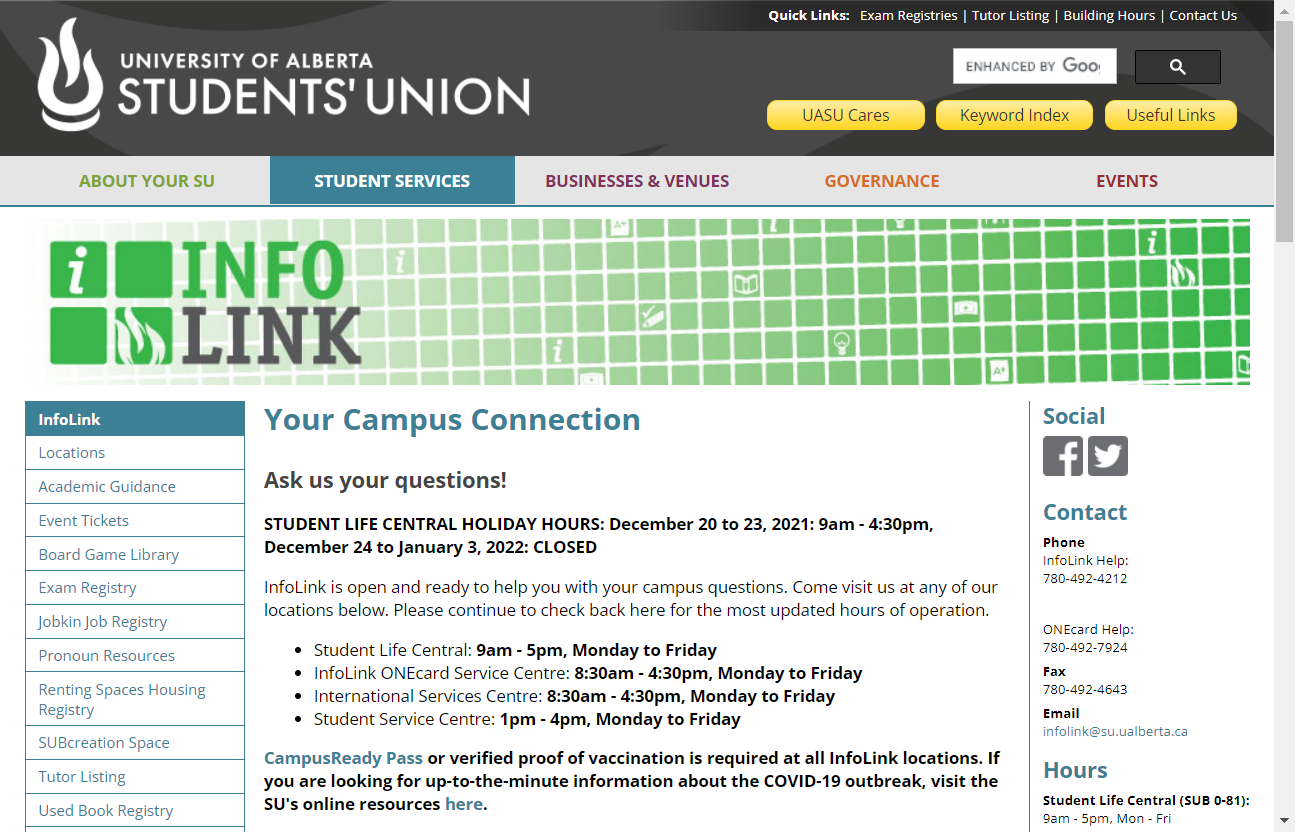 Quick Links: Exam Registries | Tutor Listing | Building Hours | Contact Us
UNIVERSITY OF ALBERTA
STUDENTS' UNION
ENHANCED BY
UASU Cares Keyword Index Useful Links
ABOUT YOUR SU STUDENT SERVICES BUSINESSES & VENUES GOVERNANCE EVENTS
INFO
LINK
InfoLink
Locations
Academic Guidance
Event Tickets
Board Game Library
Exam Registry
Jobkin Job Registry
Pronoun Resources
Renting Spaces Housing
Registry
SUBcreation Space
Tutor Listing
Used Book Registry
Your Campus Connection
Ask us your questions!
STUDENT LIFE CENTRAL HOLIDAY HOURS: December 20 to 23, 2021: 9am - 4:30pm,
December 24 to January 3, 2022: CLOSED
InfoLink is open and ready to help you with your campus questions. Come visit us at any of our
locations below. Please continue to check back here for the most updated hours of operation.
• Student Life Central: 9am - 5pm, Monday to Friday
• InfoLink ONEcard Service Centre: 8:30am - 4:30pm, Monday to Friday
• International Services Centre: 8:30am - 4:30pm, Monday to Friday
• Student Service Centre: 1pm - 4pm, Monday to Friday
CampusReady Pass or verified proof of vaccination is required at all InfoLink locations. If
you are looking for up-to-the-minute information about the COVID-19 outbreak, visit the
SU's online resources here.
Social
Contact
Phone
InfoLink Help:
780-492-4212
ONEcard Help:
780-492-7924
Fax
780-492-4643
Email
infolink@su.ualberta.ca
Hours
Student Life Central (SUB 0-81):
9am - 5pm, Mon - Fri